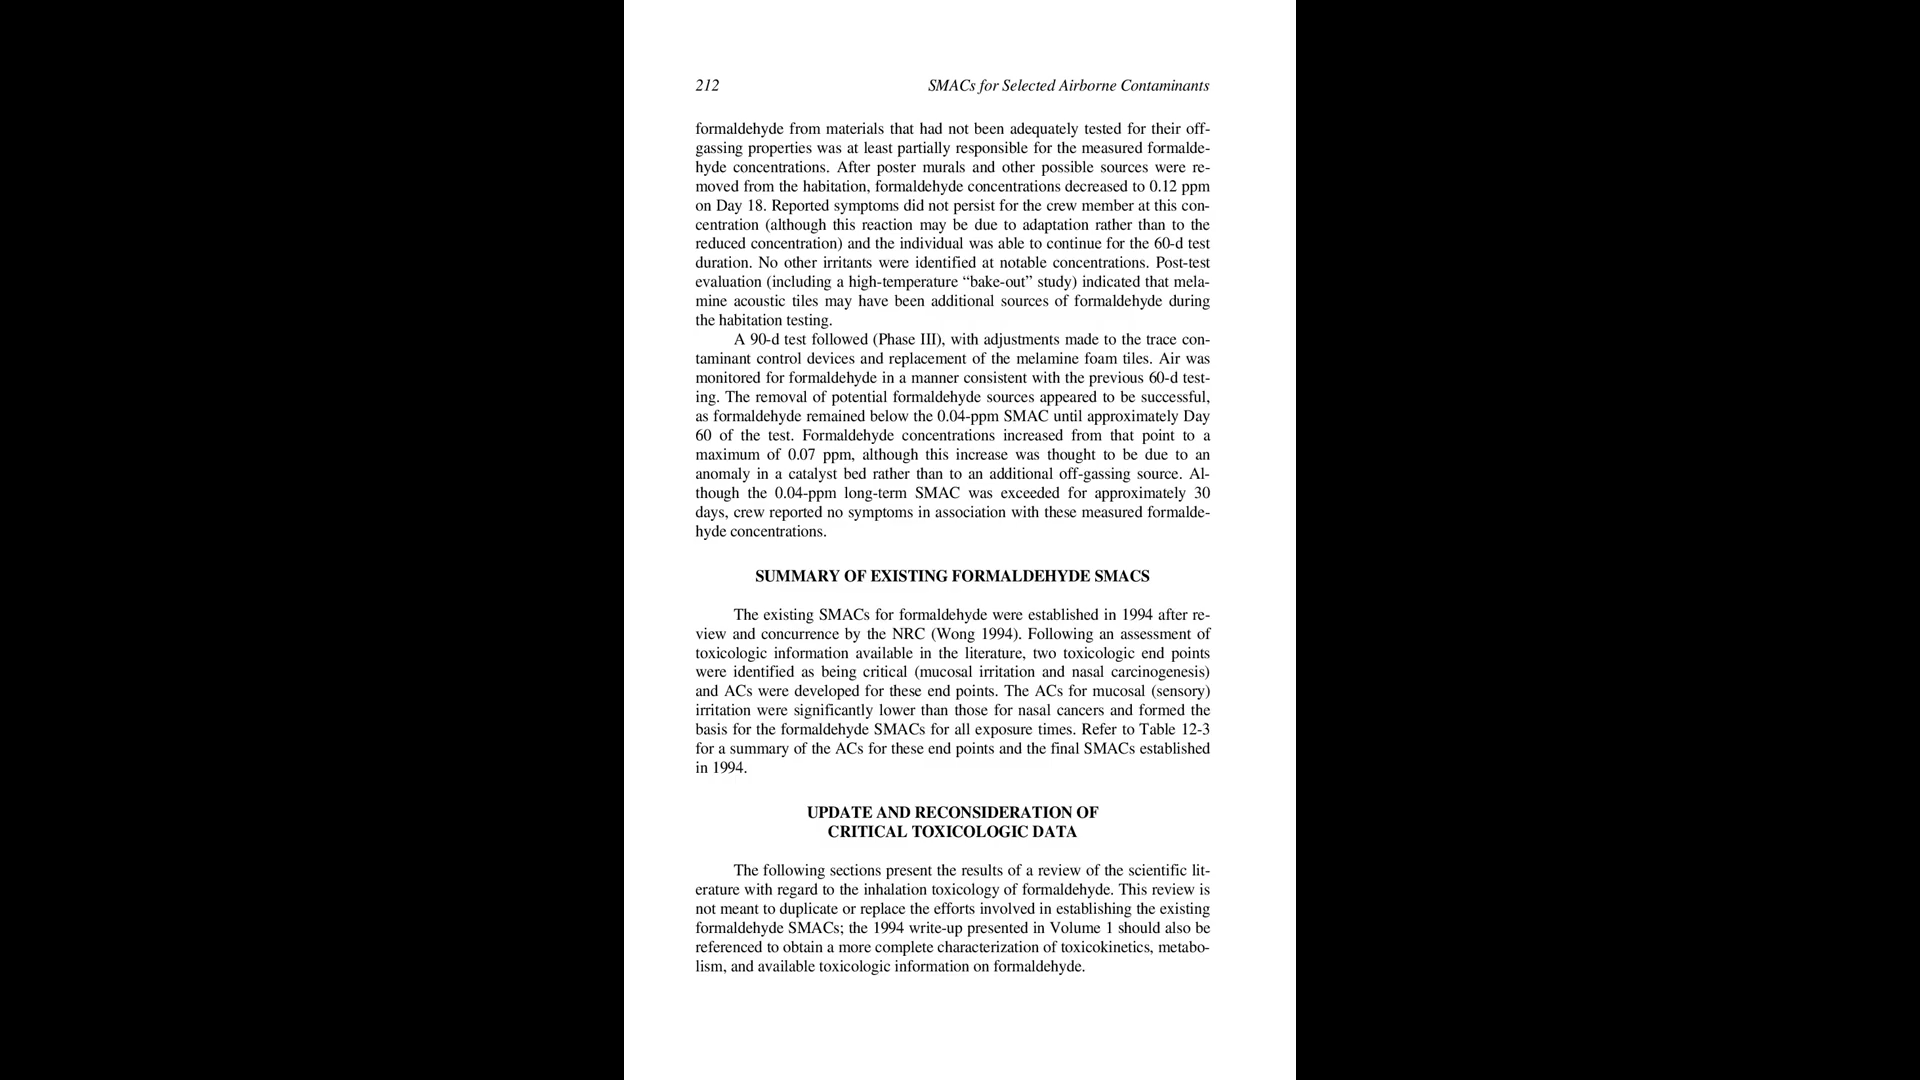 212
SMACs for Selected Airborne Contaminants
formaldehyde from materials that had not been adequately tested for their off-
gassing properties was at least partially responsible for the measured formalde-
hyde concentrations. After poster murals and other possible sources were re-
moved from the habitation, formaldehyde concentrations decreased to 0.12 ppm
on Day 18. Reported symptoms did not persist for the crew member at this con-
centration (although this reaction may be due to adaptation rather than to the
reduced concentration) and the individual was able to continue for the 60-d test
duration. No other irritants were identified at notable concentrations. Post-test
evaluation (including a high-temperature “bake-out” study) indicated that mela-
mine acoustic tiles may have been additional sources of formaldehyde during
the habitation testing.
A 90-d test followed (Phase III), with adjustments made to the trace con-
taminant control devices and replacement of the melamine foam tiles. Air was
monitored for formaldehyde in a manner consistent with the previous 60-d test-
ing. The removal of potential formaldehyde sources appeared to be successful,
as formaldehyde remained below the 0.04-ppm SMAC until approximately Day
60 of the test. Formaldehyde concentrations increased from that point to a
maximum of 0.07 ppm, although this increase was thought to be due to an
anomaly in a catalyst bed rather than to an additional off-gassing source. Al-
though the 0.04-ppm long-term SMAC was exceeded for approximately 30
days, crew reported no symptoms in association with these measured formalde-
hyde concentrations.
SUMMARY OF EXISTING FORMALDEHYDE SMACS
The existing SMACs for formaldehyde were established in 1994 after re-
view and concurrence by the NRC (Wong 1994). Following an assessment of
toxicologic information available in the literature, two toxicologic end points
were identified as being critical (mucosal irritation and nasal carcinogenesis)
and ACs were developed for these end points. The ACs for mucosal (sensory)
irritation were significantly lower than those for nasal cancers and formed the
basis for the formaldehyde SMACs for all exposure times. Refer to Table 12-3
for a summary of the ACs for these end points and the final SMACs established
in 1994.
UPDATE AND RECONSIDERATION OF
CRITICAL TOXICOLOGIC DATA
The following sections present the results of a review of the scientific lit-
erature with regard to the inhalation toxicology of formaldehyde. This review is
not meant to duplicate or replace the efforts involved in establishing the existing
formaldehyde SMACs; the 1994 write-up presented in Volume 1 should also be
referenced to obtain a more complete characterization of toxicokinetics, metabo-
lism, and available toxicologic information on formaldehyde.